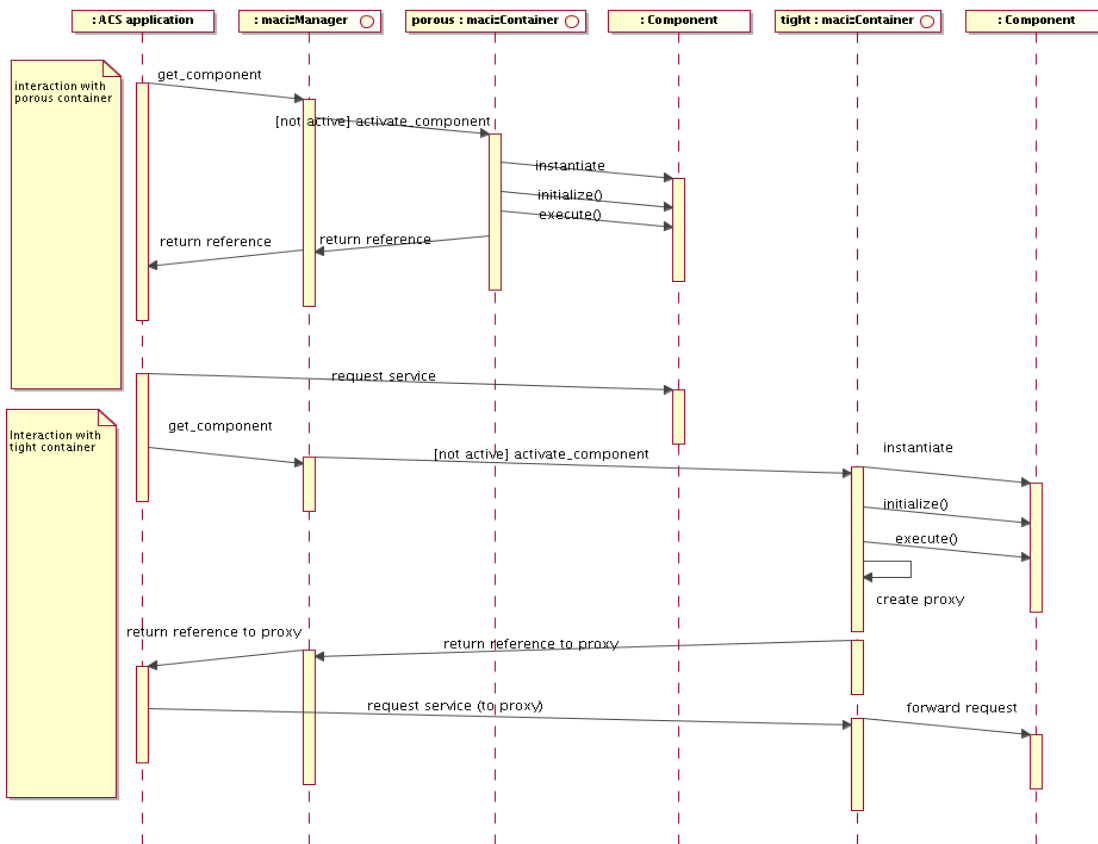 : ACS application
: maci::Manager
porous : maci::Container
: Component
tight : maci::Container
: Component
interaction with
porous container
get_component
[not active] activate_component
instantiate
initialize()
execute()
return reference
return reference
request service
Interaction with
tight container
get_component
[not active] activate_component
instantiate
initialize()
execute()
create proxy
return reference to proxy
return reference to proxy
request service (to proxy)
forward request